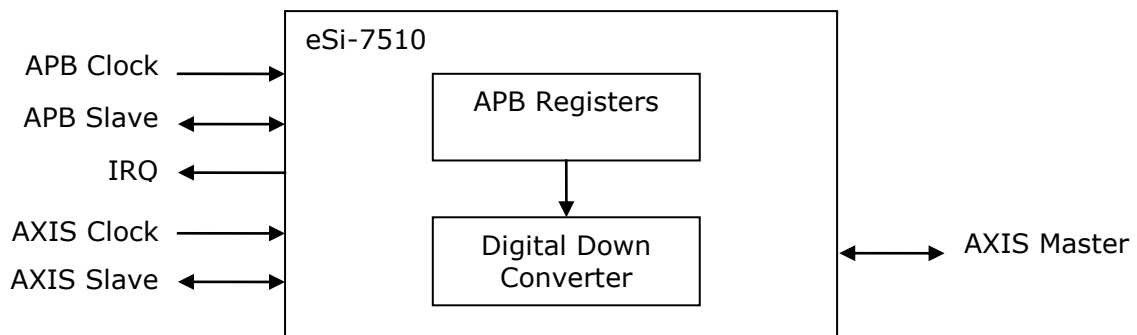 eSi-7510
APB Clock
APB Slave
IRQ
AXIS Clock
AXIS Slave
APB Registers
Digital Down
Converter
AXIS Master